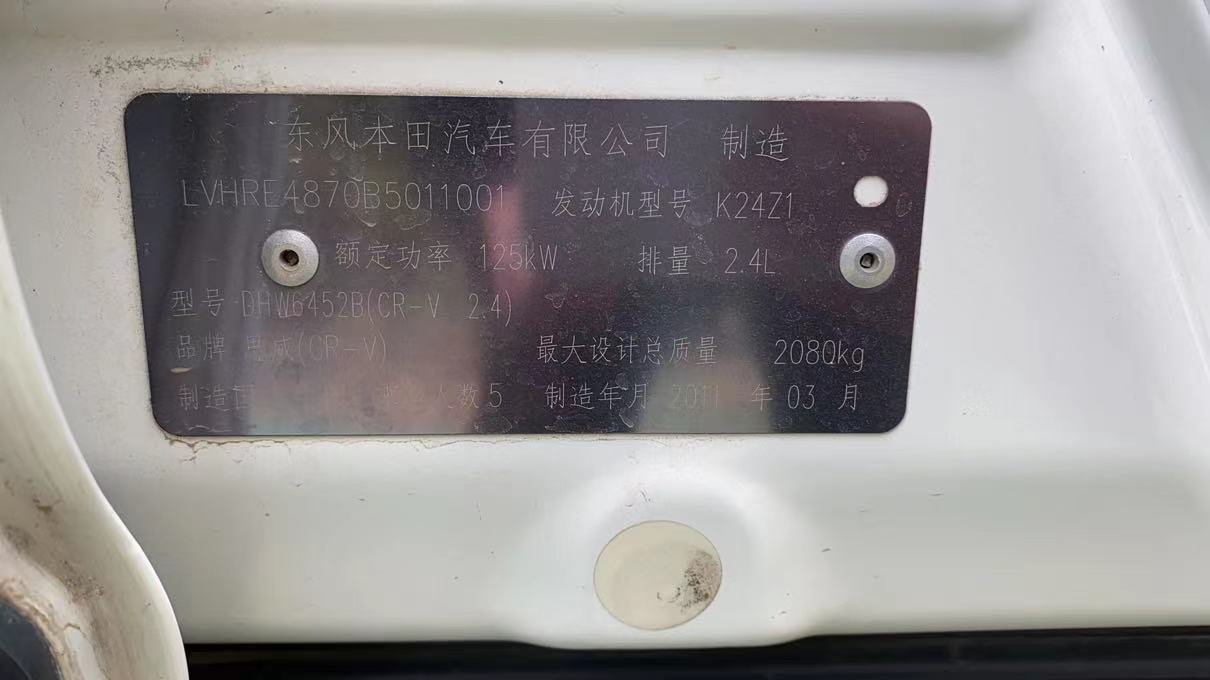 东风本田汽车有限公司 制造
LVHRE4870B5011001 发动机型号 K24Z1
额定功率 125kW 排量 2.4L
型号 DHW6452B(CR-V 2.4)
品牌 思威(CR-V) 最大设计总质量 2080kg
制造国 人数 5 制造年月 2011 年 03 月